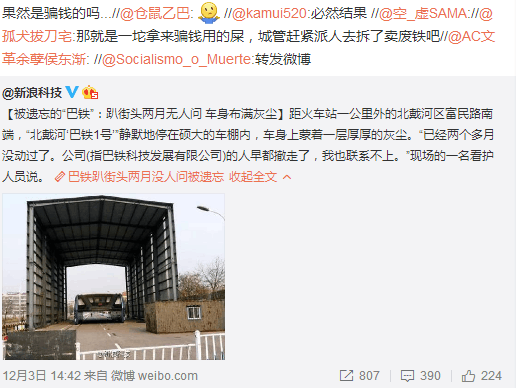 果然是骗钱的吗...//@仓鼠乙巴: //@kamui520:必然结果 //@空_虚SAMA://@
孤犬拔刀宅:那就是一坨拿来骗钱用的屎，城管赶紧派人去拆了卖废铁吧//@AC文
革余孽侯东渐: //@Socialismo_o_Muerte:转发微博
@新浪科技
【被遗忘的“巴铁”：趴街头两月无人问 车身布满灰尘】距火车站一公里外的北戴河区富民路南
端，“北戴河‘巴铁1号’”静默地停在硕大的车棚内，车身上蒙着一层厚厚的灰尘。“已经两个多月
没动过了。公司(指巴铁科技发展有限公司)的人早都撤走了，我也联系不上。”现场的一名看护
人员说。 巴铁趴街头两月没人问被遗忘 收起全文
@新浪科技
12月3日 14:42 来自 微博 weibo.com 807 390 224